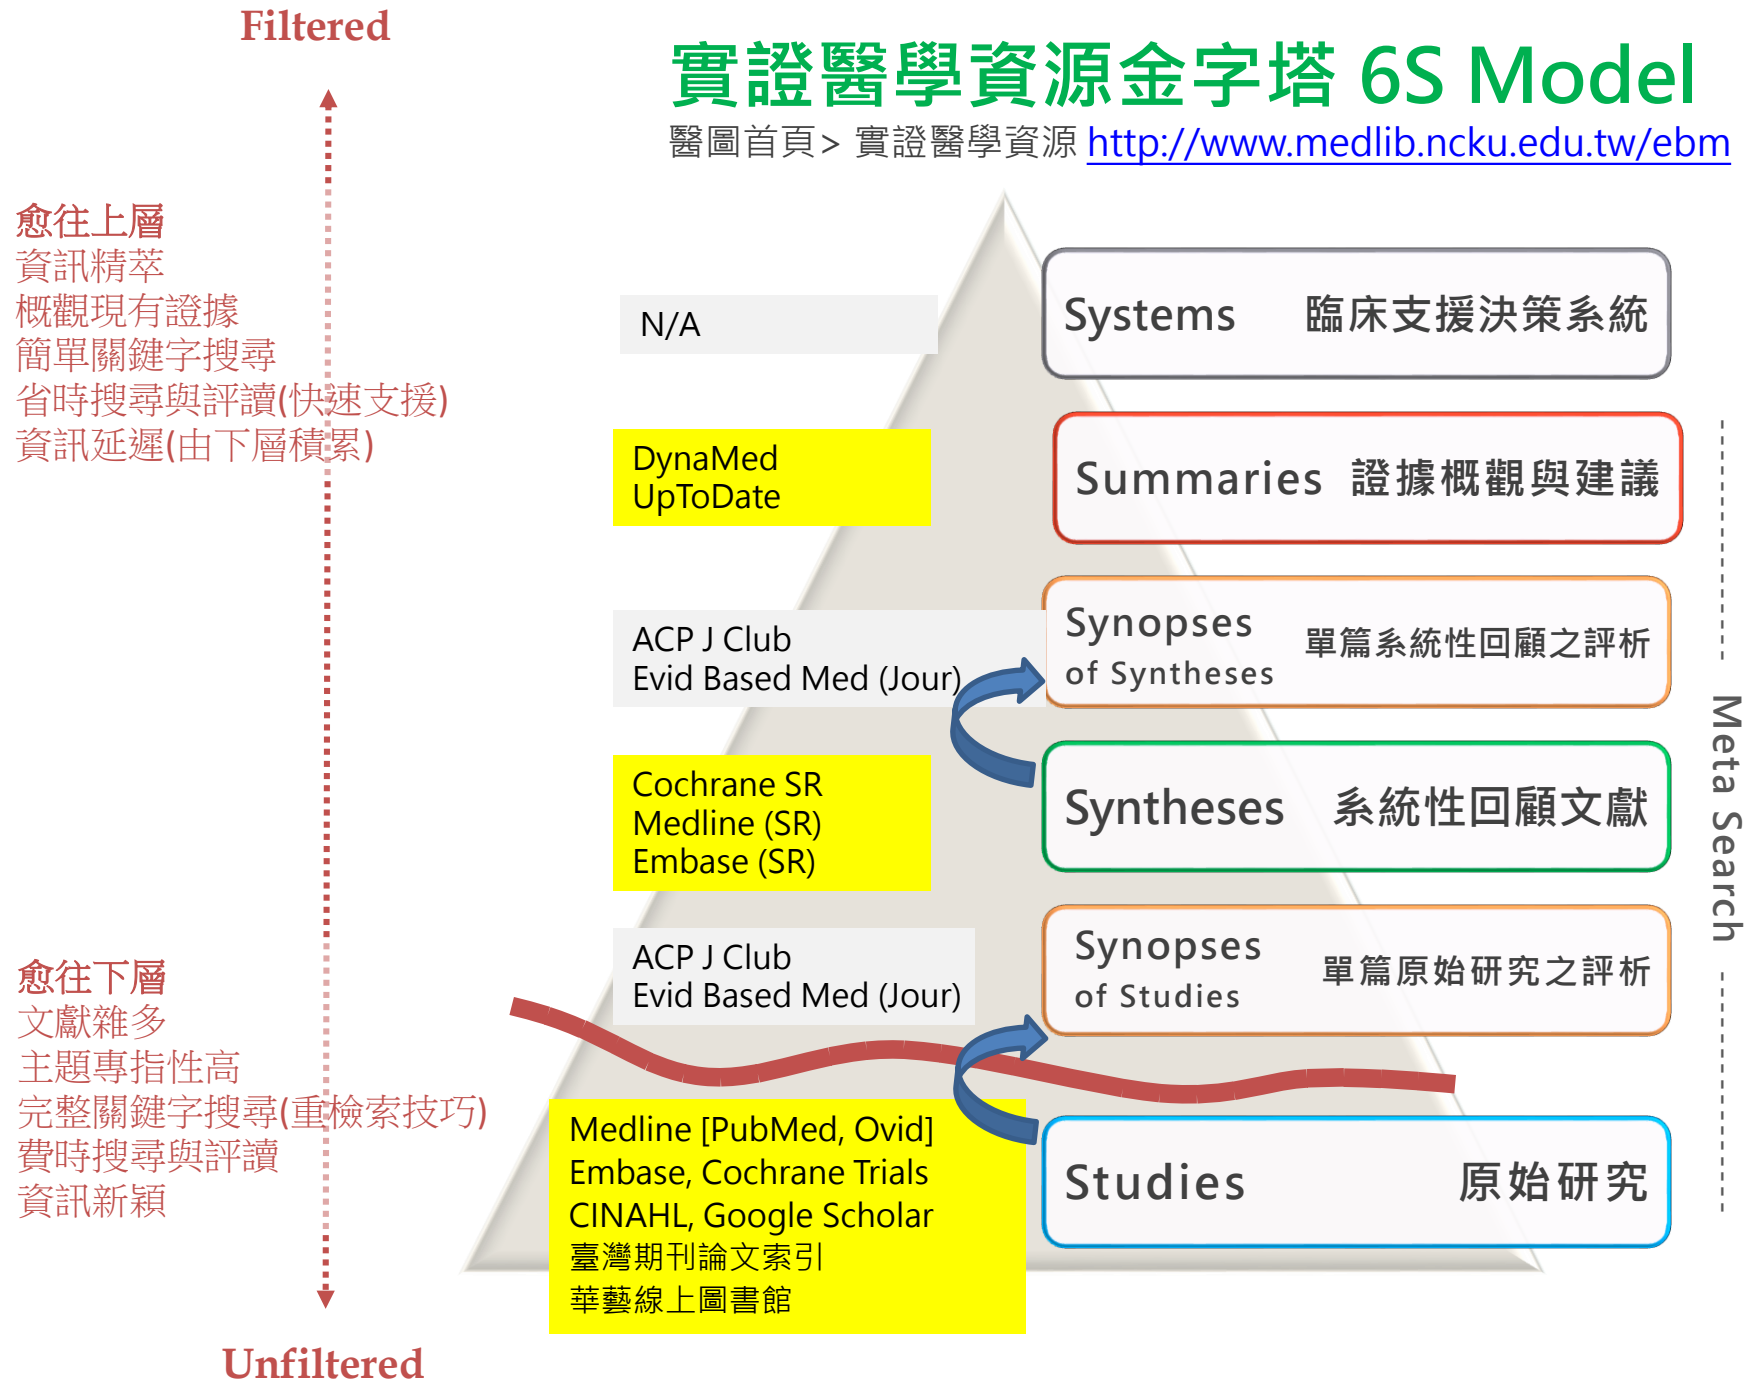 Filtered
實證醫學資源金字塔 6S Model
醫圖首頁> 實證醫學資源 http://www.medlib.ncku.edu.tw/ebm
愈往上層
資訊精萃
概觀現有證據
簡單關鍵字搜尋
省時搜尋與評讀(快速支援)
資訊延遲(由下層積累)
N/A
Systems 臨床支援決策系統
DynaMed
UpToDate
Summaries 證據概觀與建議
ACP J Club
Evid Based Med (Jour)
Synopses
of Syntheses
單篇系統性回顧之評析
Cochrane SR
Medline (SR)
Embase (SR)
Syntheses 系統性回顧文獻
Meta Search
ACP J Club
Evid Based Med (Jour)
Synopses
of Studies
單篇原始研究之評析
愈往下層
文獻雜多
主題專指性高
完整關鍵字搜尋(重檢索技巧)
費時搜尋與評讀
資訊新穎
Medline [PubMed, Ovid]
Embase, Cochrane Trials
CINAHL, Google Scholar
臺灣期刊論文索引
華藝線上圖書館
Studies 原始研究
Unfiltered